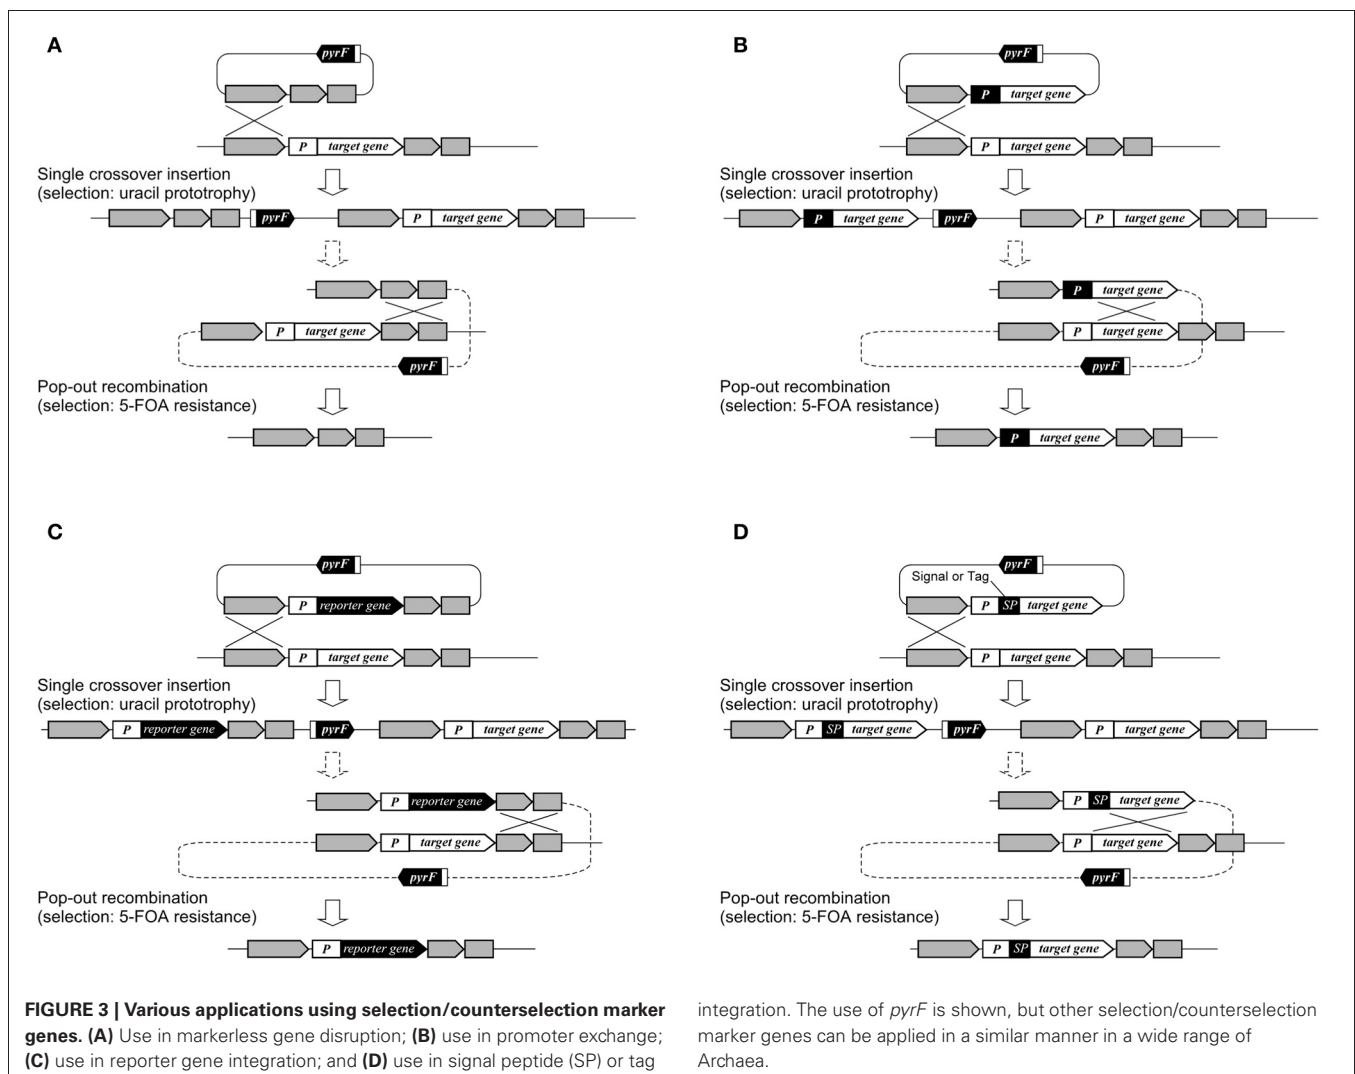 A
pyrF
P target gene
Single crossover insertion
(selection: uracil prototrophy)
pyrF P target gene
P target gene
pyrF
Pop-out recombination
(selection: 5-FOA resistance)
B
pyrF
P target gene
P target gene
Single crossover insertion
(selection: uracil prototrophy)
P target gene pyrF P target gene
P target gene
P target gene
pyrF
Pop-out recombination
(selection: 5-FOA resistance)
P target gene
C
pyrF
P reporter gene
P target gene
Single crossover insertion
(selection: uracil prototrophy)
P reporter gene pyrF P target gene
P reporter gene
P target gene
pyrF
Pop-out recombination
(selection: 5-FOA resistance)
P reporter gene
D
pyrF
Signal or Tag
P SP target gene
P target gene
Single crossover insertion
(selection: uracil prototrophy)
P SP target gene pyrF P target gene
P SP target gene
P target gene
pyrF
Pop-out recombination
(selection: 5-FOA resistance)
P SP target gene
FIGURE 3 | Various applications using selection/counterselection marker
genes. (A) Use in markerless gene disruption; (B) use in promoter exchange;
(C) use in reporter gene integration; and (D) use in signal peptide (SP) or tag
integration. The use of pyrF is shown, but other selection/counterselection
marker genes can be applied in a similar manner in a wide range of
Archaea.